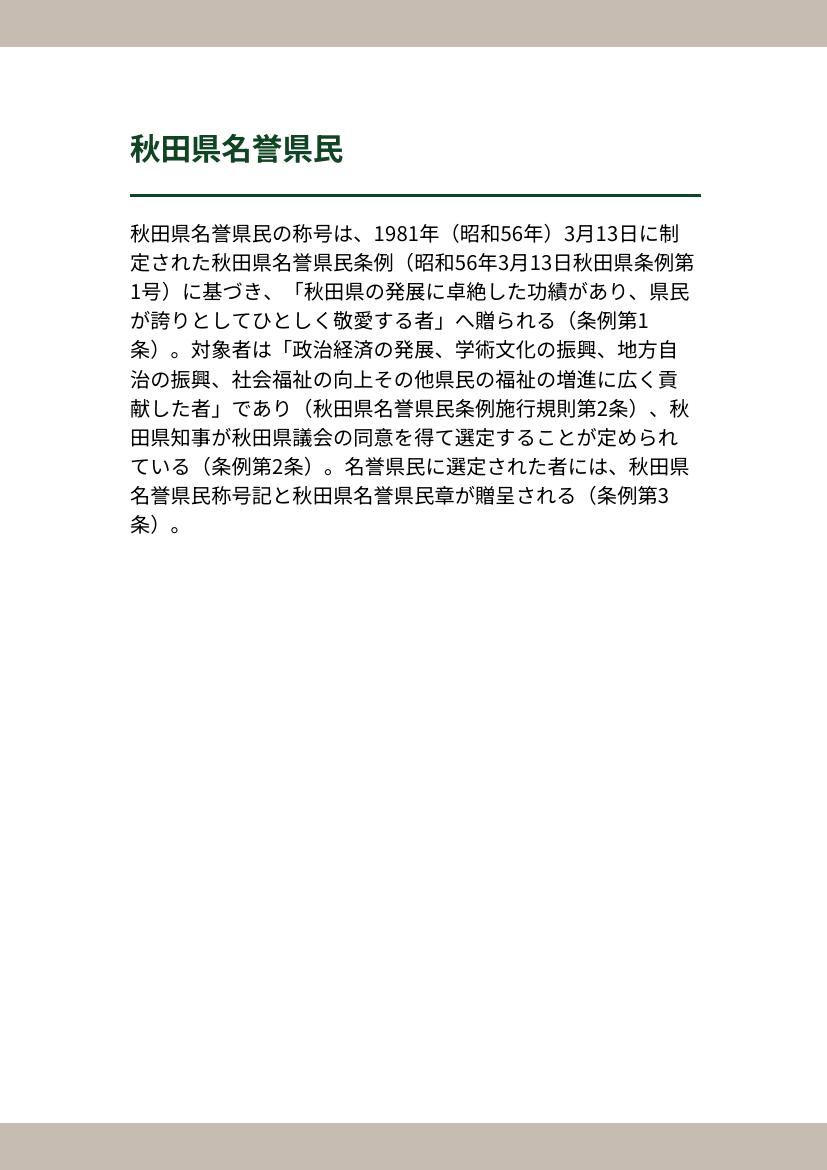 秋田県名誉県民
秋田県名誉県民の称号は、1981年（昭和56年）3月13日に制
定された秋田県名誉県民条例（昭和56年3月13日秋田県条例第
1号）に基づき、「秋田県の発展に卓絶した功績があり、県民
が誇りとしてひとしく敬愛する者」へ贈られる（条例第1
条）。対象者は「政治経済の発展、学術文化の振興、地方自
治の振興、社会福祉の向上その他県民の福祉の増進に広く貢
献した者」であり（秋田県名誉県民条例施行規則第2条）、秋
田県知事が秋田県議会の同意を得て選定することが定められ
ている（条例第2条）。名誉県民に選定された者には、秋田県
名誉県民称号記と秋田県名誉県民章が贈呈される（条例第3
条）。